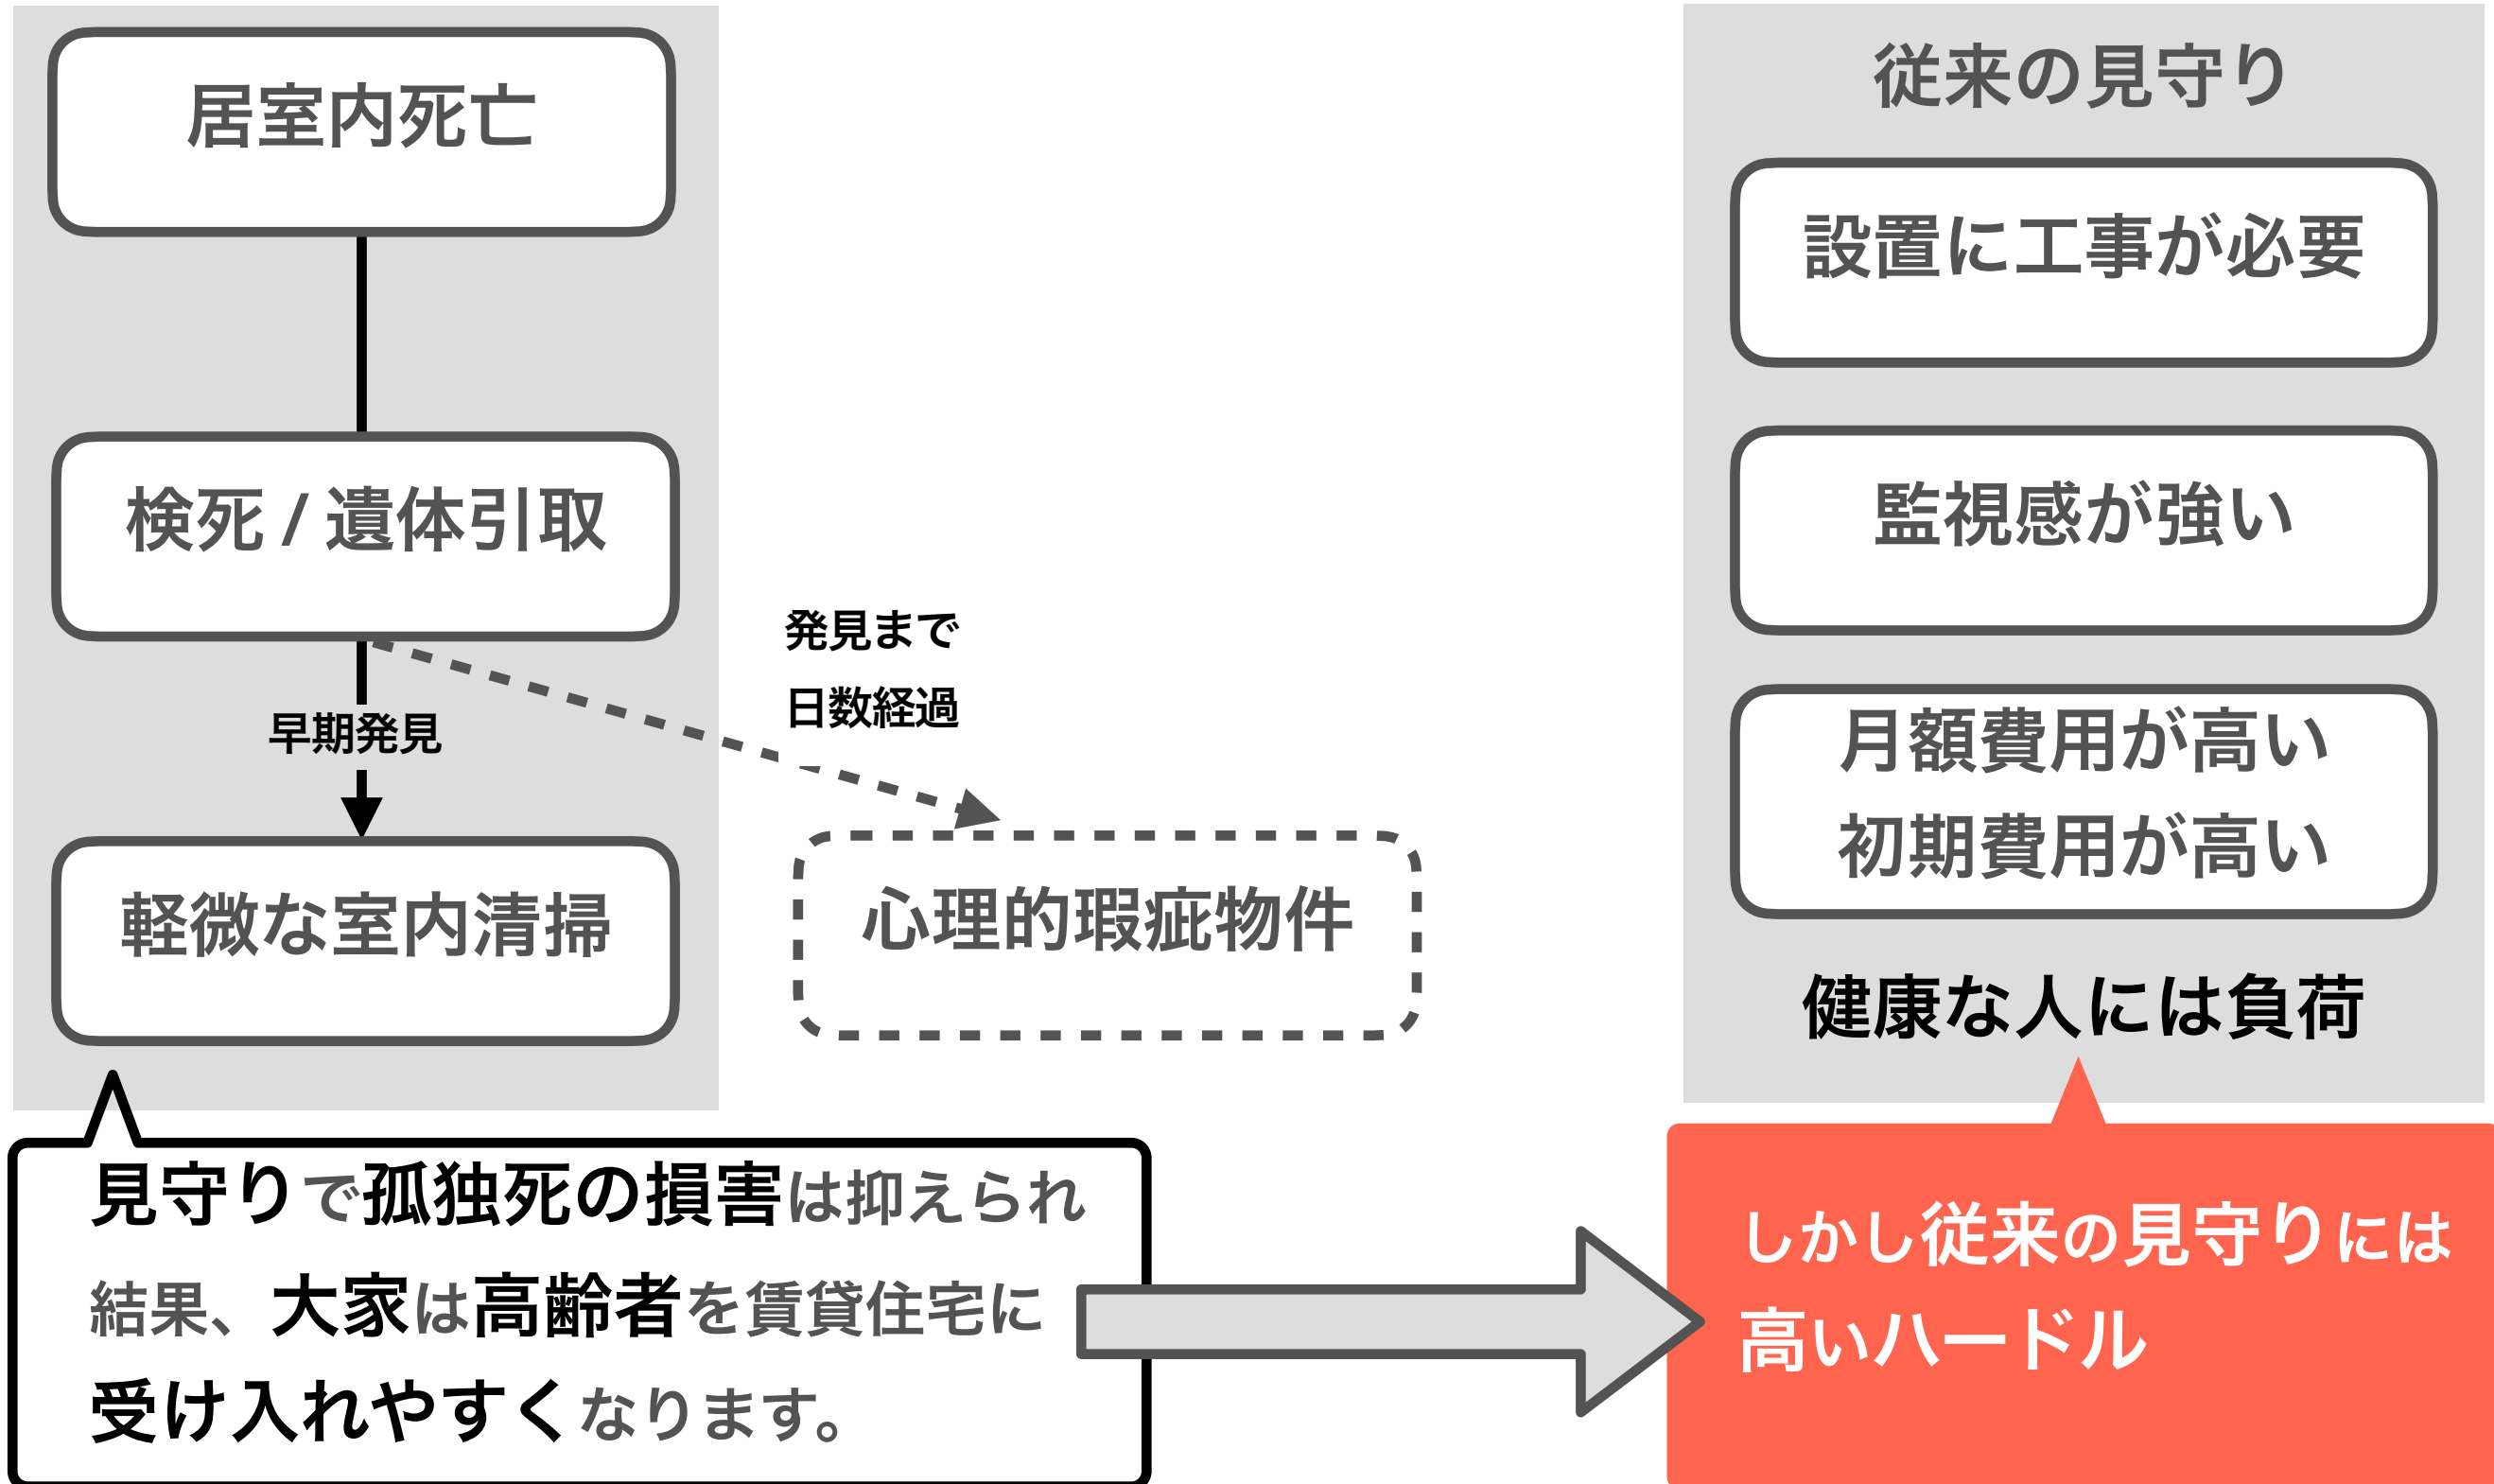 居室内死亡
検死/遺体引取
早期発見
軽微な室内清掃
発見まで
日数経過
心理的瑕疵物件
見守りで孤独死の損害は抑えられ
結果、大家は高齢者を賃貸住宅に
受け入れやすくなります。
従来の見守り
設置に工事が必要
監視感が強い
月額費用が高い
初期費用が高い
健康な人には負荷
しかし従来の見守りには
高いハードル